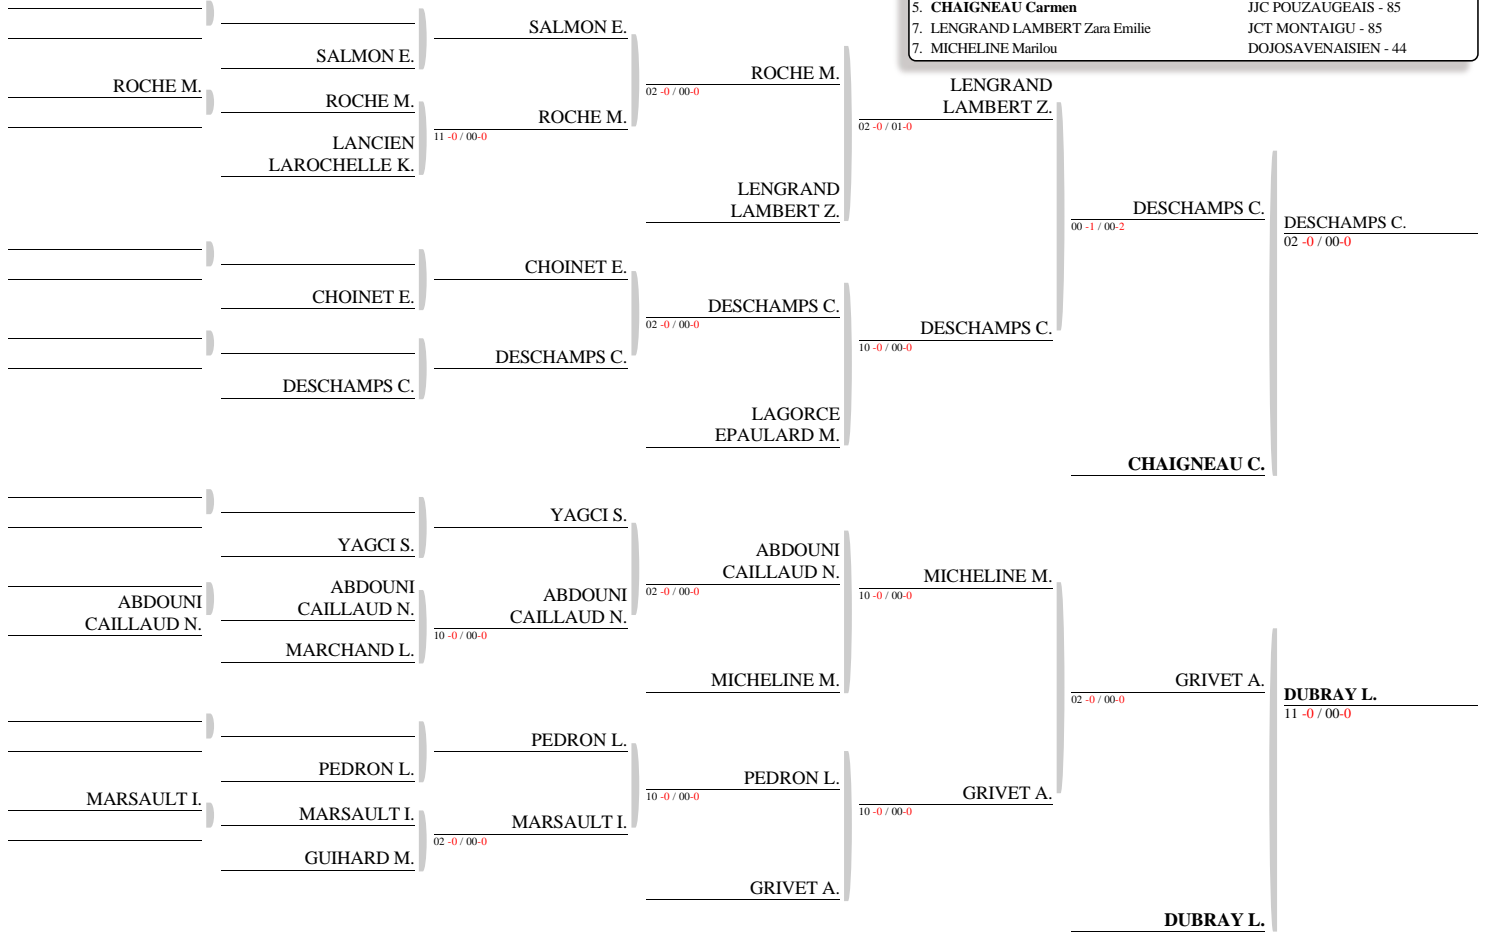 5. CHAIGNEAU Carmen JJC POUZAUGEAIS - 85
7. LENGRAND LAMBERT Zara Emilie JCT MONTAIGU - 85
7. MICHELINE Marilou DOJOSAVENAISIEN - 44
SALMON E.
SALMON E.
ROCHE M.
ROCHE M.
ROCHE M.
LANCIEN
LAROCHELLE K.
11 -0 / 00-0
ROCHE M.
02 -0 / 00-0
LENGRAND
LAMBERT Z.
LENGRAND
LAMBERT Z.
02 -0 / 01-0
CHOINET E.
CHOINET E.
DESCHAMPS C.
DESCHAMPS C.
DESCHAMPS C.
02 -0 / 00-0
LAGORCE
EPAULARD M.
DESCHAMPS C.
10 -0 / 00-0
DESCHAMPS C.
00 -1 / 00-2
CHAIGNEAU C.
DESCHAMPS C.
02 -0 / 00-0
YAGCI S.
YAGCI S.
ABDOUNI
CAILLAUD N.
ABDOUNI
CAILLAUD N.
MARCHAND L.
ABDOUNI
CAILLAUD N.
10 -0 / 00-0
ABDOUNI
CAILLAUD N.
02 -0 / 00-0
MICHELINE M.
MICHELINE M.
10 -0 / 00-0
PEDRON L.
PEDRON L.
MARSAULT I.
MARSAULT I.
GUIHARD M.
MARSAULT I.
02 -0 / 00-0
PEDRON L.
10 -0 / 00-0
GRIVET A.
GRIVET A.
10 -0 / 00-0
GRIVET A.
02 -0 / 00-0
DUBRAY L.
DUBRAY L.
11 -0 / 00-0